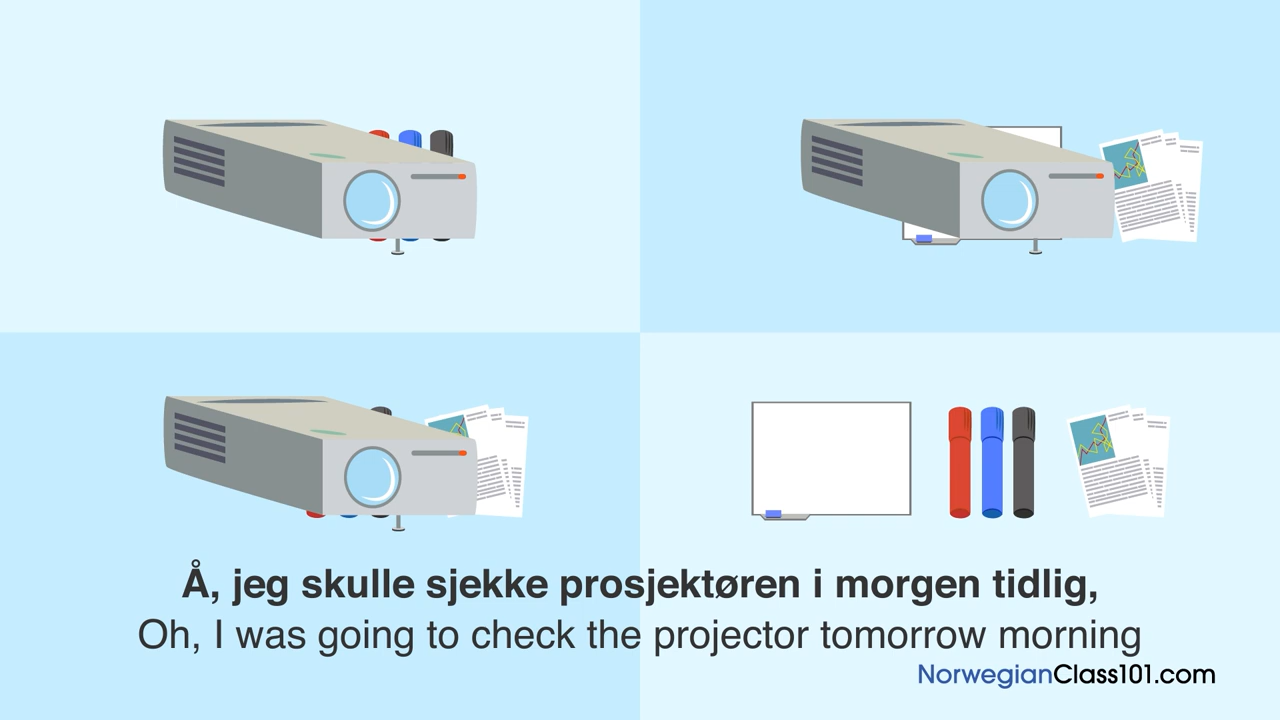 Å, jeg skulle sjekke prosjektøren i morgen tidlig,
Oh, I was going to check the projector tomorrow morning
NorwegianClass101.com